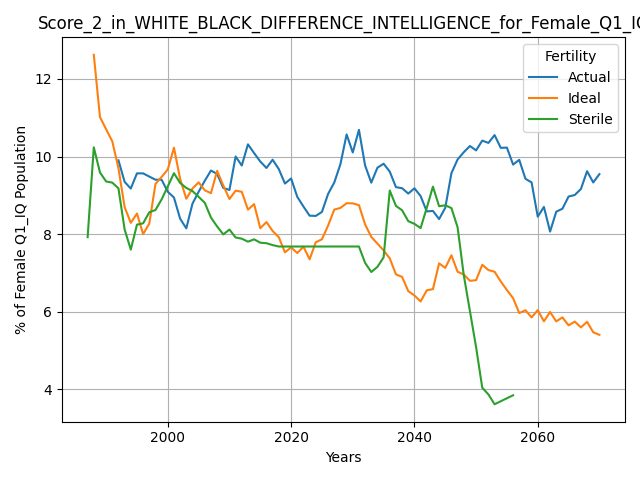 Score_2_in_WHITE_BLACK_DIFFERENCE_INTELLIGENCE_for_Female_Q1_IQ
Fertility
Actual
Ideal
Sterile
% of Female Q1_IQ Population
12
10
8
6
4
2000 2020 2040 2060
Years